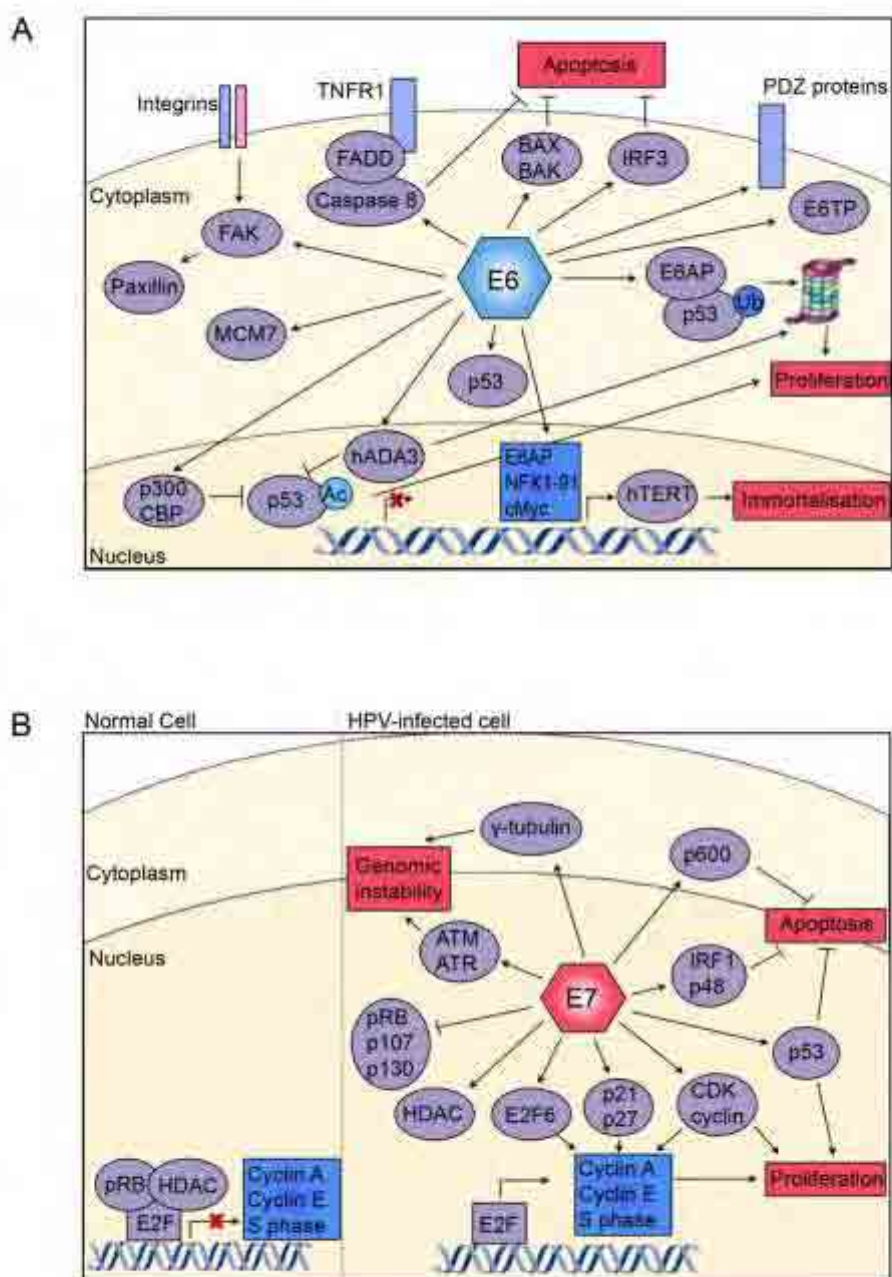 A
Apoptosis
TNFR1
PDZ proteins
Integrins
FADD
BAX
BAK
IRF3
Cytoplasm
Caspase 8
E6TP
FAK
E6
E6AP
Paxillin
p53
Ub
MCM7
p53
Proliferation
hADA3
E6AP
NFX1-91
cMyc
p300
CBP
p53
Ac
hTERT
Immortalisation
Nucleus
B
Normal Cell
HPV-infected cell
γ-tubulin
p600
Genomic
instability
Cytoplasm
Apoptosis
ATM
ATR
Nucleus
IRF1
p48
E7
pRB
p107
p130
p53
HDAC
E2F6
p21
p27
CDK
cyclin
pRB
HDAC
E2F
Cyclin A
Cyclin E
S phase
E2F
Cyclin A
Cyclin E
S phase
Proliferation